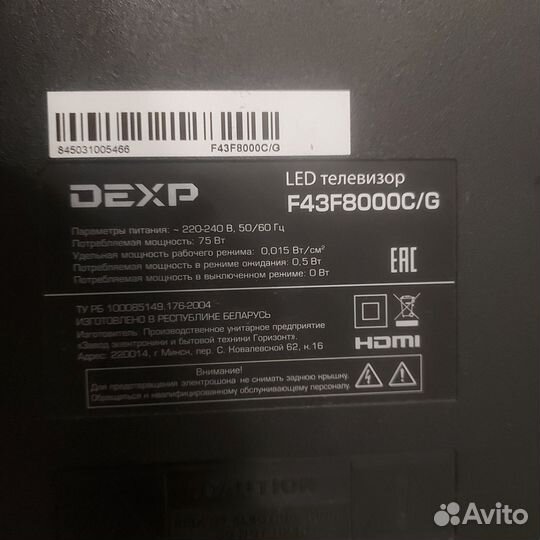 845031005466 F43F8000C/G
DEXP
LED телевизор
F43F8000C/G
Параметры питания: ~ 220-240 В, 50/60 Гц
Потребляемая мощность: 75 Вт
Удельная мощность рабочего режима: 0,015 Вт/см²
Потребляемая мощность в режиме ожидания: 0,5 Вт
Потребляемая мощность в выключенном режиме: 0 Вт
EAC
ТУ РБ 100085149.176-2004
ИЗГОТОВЛЕНО В РЕСПУБЛИКЕ БЕЛАРУСЬ
Изготовитель: Производственное унитарное предприятие
«Завод электроники и бытовой техники Горизонт».
Адрес: 220014, г Минск, пер. С. Ковалевской 62, к.16
HDMI
Внимание!
Для предотвращения электрошока не снимать заднюю крышку.
Обращаться к квалифицированному обслуживающему персоналу.
Avito